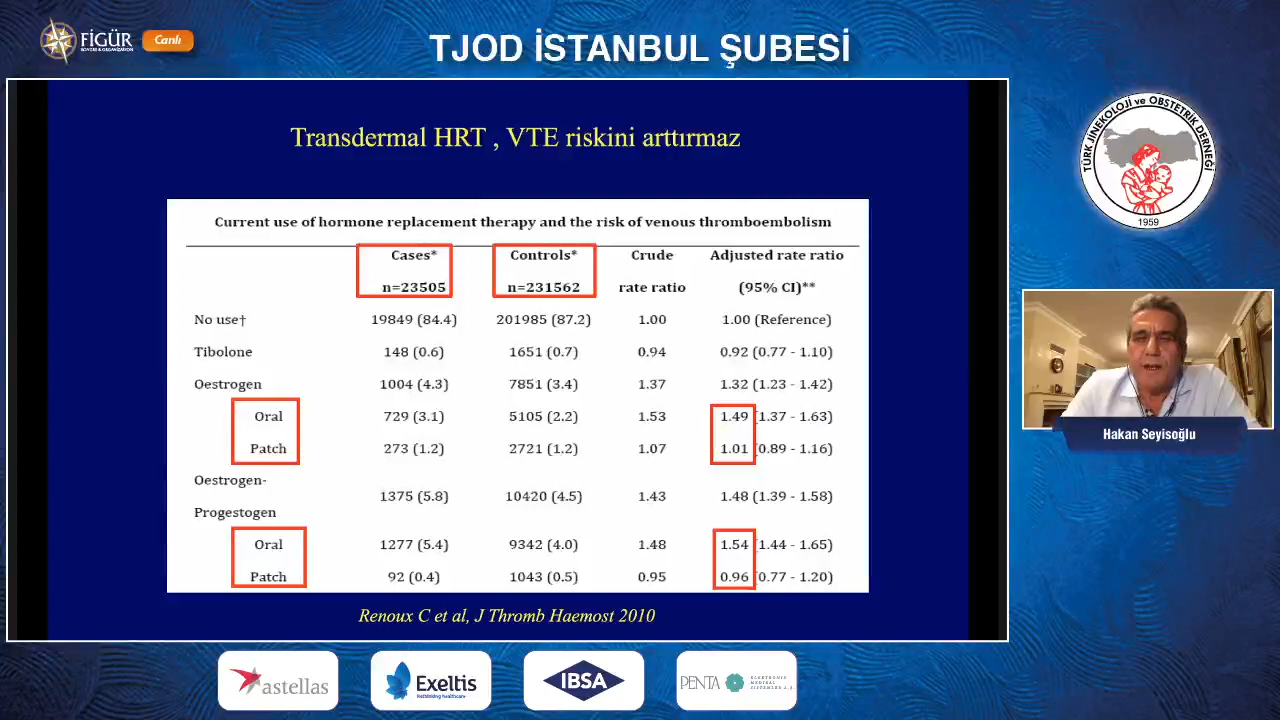 FİGÜR
KONGRE & ORGANİZASYON
Canlı
TJOD İSTANBUL ŞUBESİ
Transdermal HRT , VTE riskini arttırmaz
Current use of hormone replacement therapy and the risk of venous thromboembolism
Cases* Controls* Crude Adjusted rate ratio
n=23505 n=231562 rate ratio (95% CI)**
No use† 19849 (84.4) 201985 (87.2) 1.00 1.00 (Reference)
Tibolone 148 (0.6) 1651 (0.7) 0.94 0.92 (0.77 - 1.10)
Oestrogen 1004 (4.3) 7851 (3.4) 1.37 1.32 (1.23 - 1.42)
Oral 729 (3.1) 5105 (2.2) 1.53 1.49 (1.37 - 1.63)
Patch 273 (1.2) 2721 (1.2) 1.07 1.01 (0.89 - 1.16)
Oestrogen-
1375 (5.8) 10420 (4.5) 1.43 1.48 (1.39 - 1.58)
Progestogen
Oral 1277 (5.4) 9342 (4.0) 1.48 1.54 (1.44 - 1.65)
Patch 92 (0.4) 1043 (0.5) 0.95 0.96 (0.77 - 1.20)
Renoux C et al, J Thromb Haemost 2010
TÜRK JİNEKOLOJİ ve OBSTETRİK DERNEĞİ
1959
Hakan Seyisoğlu
astellas
Exeltis
Rethinking healthcare
IBSA
PENTA
ELEKTRONİK
MEDİKAL
SİSTEMLER A.Ş.